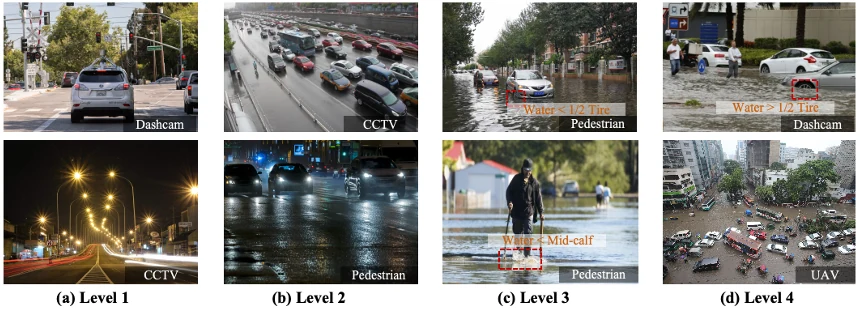 Dashcam
CCTV
Water < 1/2 Tire
Pedestrian
Water > 1/2 Tire
Dashcam
CCTV
Pedestrian
Water < Mid-calf
Pedestrian
UAV
(a) Level 1
(b) Level 2
(c) Level 3
(d) Level 4